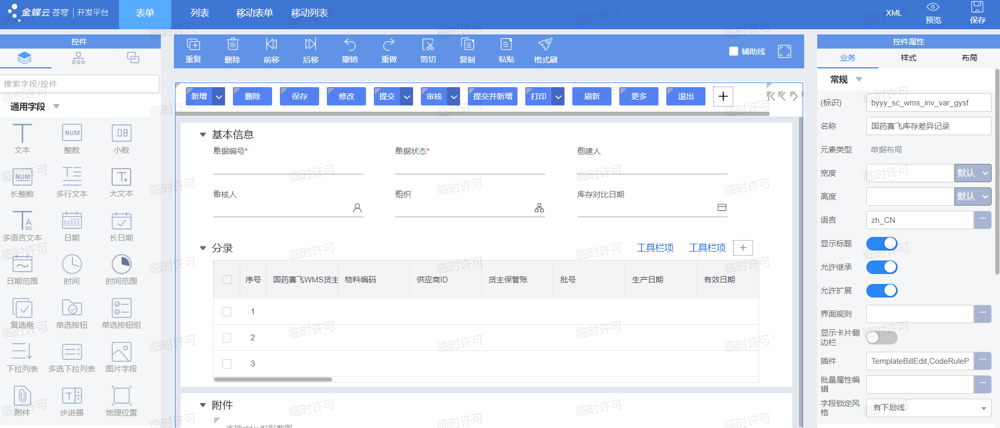 金蝶云 苍穹 | 开发平台
表单
列表
移动表单
移动列表
XML
预览
保存
控件
搜索字段/控件
通用字段
文本
整数
小数
长整数
多行文本
大文本
多语言文本
日期
长日期
日期范围
时间
时间范围
复选框
单选按钮
单选按钮组
下拉列表
多选下拉列表
图片字段
附件
步进器
地理位置
重复
删除
前移
后移
撤销
重做
剪切
复制
粘贴
格式刷
辅助线
新增
删除
保存
修改
提交
审核
提交并新增
打印
刷新
更多
退出
基本信息
单据编号*
单据状态*
创建人
审核人
组织
库存对比日期
分录
工具栏项
工具栏项
序号
国药赛飞WMS货主
物料编码
供应商ID
货主保管账
批号
生产日期
有效日期
1
2
3
附件
支持ctrl+v粘贴截图
控件属性
业务
样式
布局
常规
(标识)
byyy_sc_wms_inv_var_gysf
名称
国药赛飞库存差异记录
元素类型
单据布局
宽度
默认
高度
默认
语言
zh_CN
显示标题
允许继承
允许扩展
界面规则
显示卡片侧
边栏
插件
TemplateBillEdit,CodeRuleP
批量属性编
辑
字段锁定风
格
有下划线
临时许可